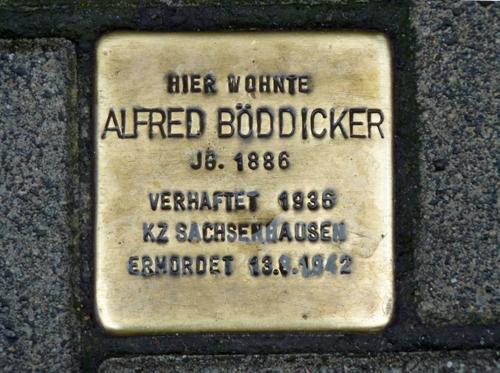 HIER WOHNTE
ALFRED BÖDDICKER
JG. 1886
VERHAFTET 1936
KZ SACHSENHAUSEN
ERMORDET 13.9.1942